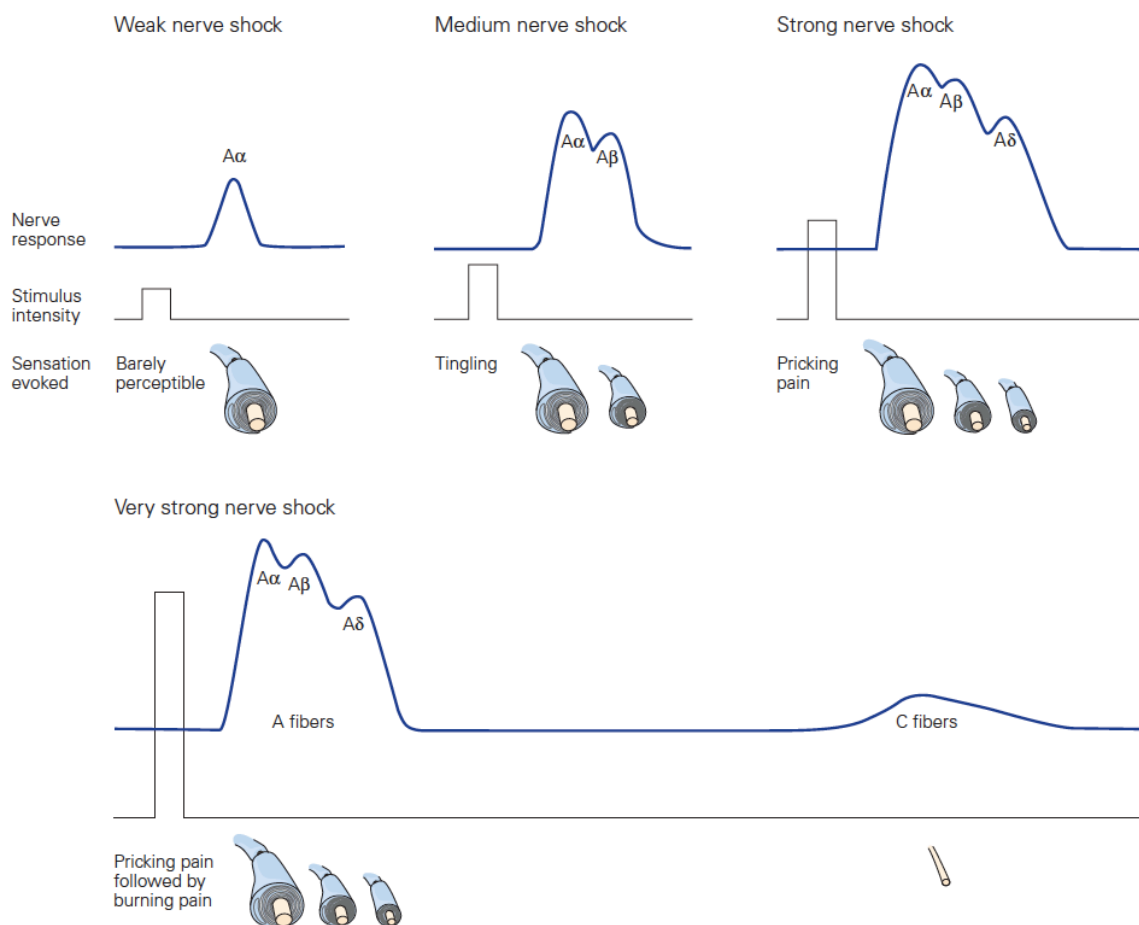 Weak nerve shock
Medium nerve shock
Strong nerve shock
Aα
Aα
Aβ
Aα
Aβ
Aδ
Nerve
response
Stimulus
intensity
Sensation
evoked
Barely
perceptible
Tingling
Pricking
pain
Very strong nerve shock
Aα
Aβ
Aδ
A fibers
C fibers
Pricking pain
followed by
burning pain